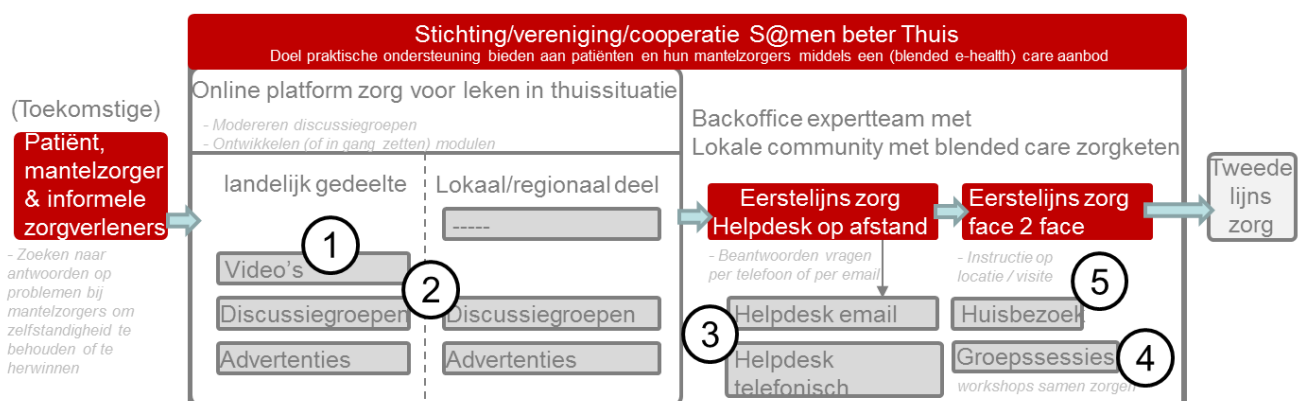 Stichting/vereniging/cooperatie S@men beter Thuis
Doel praktische ondersteuning bieden aan patiënten en hun mantelzorgers middels een (blended e-health) care aanbod
(Toekomstige)
Patiënt,
mantelzorger
& informele
zorgverleners
- Zoeken naar
antwoorden op
problemen bij
mantelzorgers om
zelfstandigheid te
behouden of te
herwinnen
Online platform zorg voor leken in thuissituatie
- Modereren discussiegroepen
- Ontwikkelen (of in gang zetten) modulen
landelijk gedeelte
1
Video's
2
Discussiegroepen
Advertenties
Lokaal/regionaal deel
-----
Discussiegroepen
Advertenties
Backoffice expertteam met
Lokale community met blended care zorgketen
Eerstelijns zorg
Helpdesk op afstand
- Beantwoorden vragen
per telefoon of per email
3
Helpdesk email
Helpdesk
telefonisch
Eerstelijns zorg
face 2 face
- Instructie op
locatie / visite
5
Huisbezoek
Groepssessies
4
workshops samen zorgen
Tweede
lijns
zorg